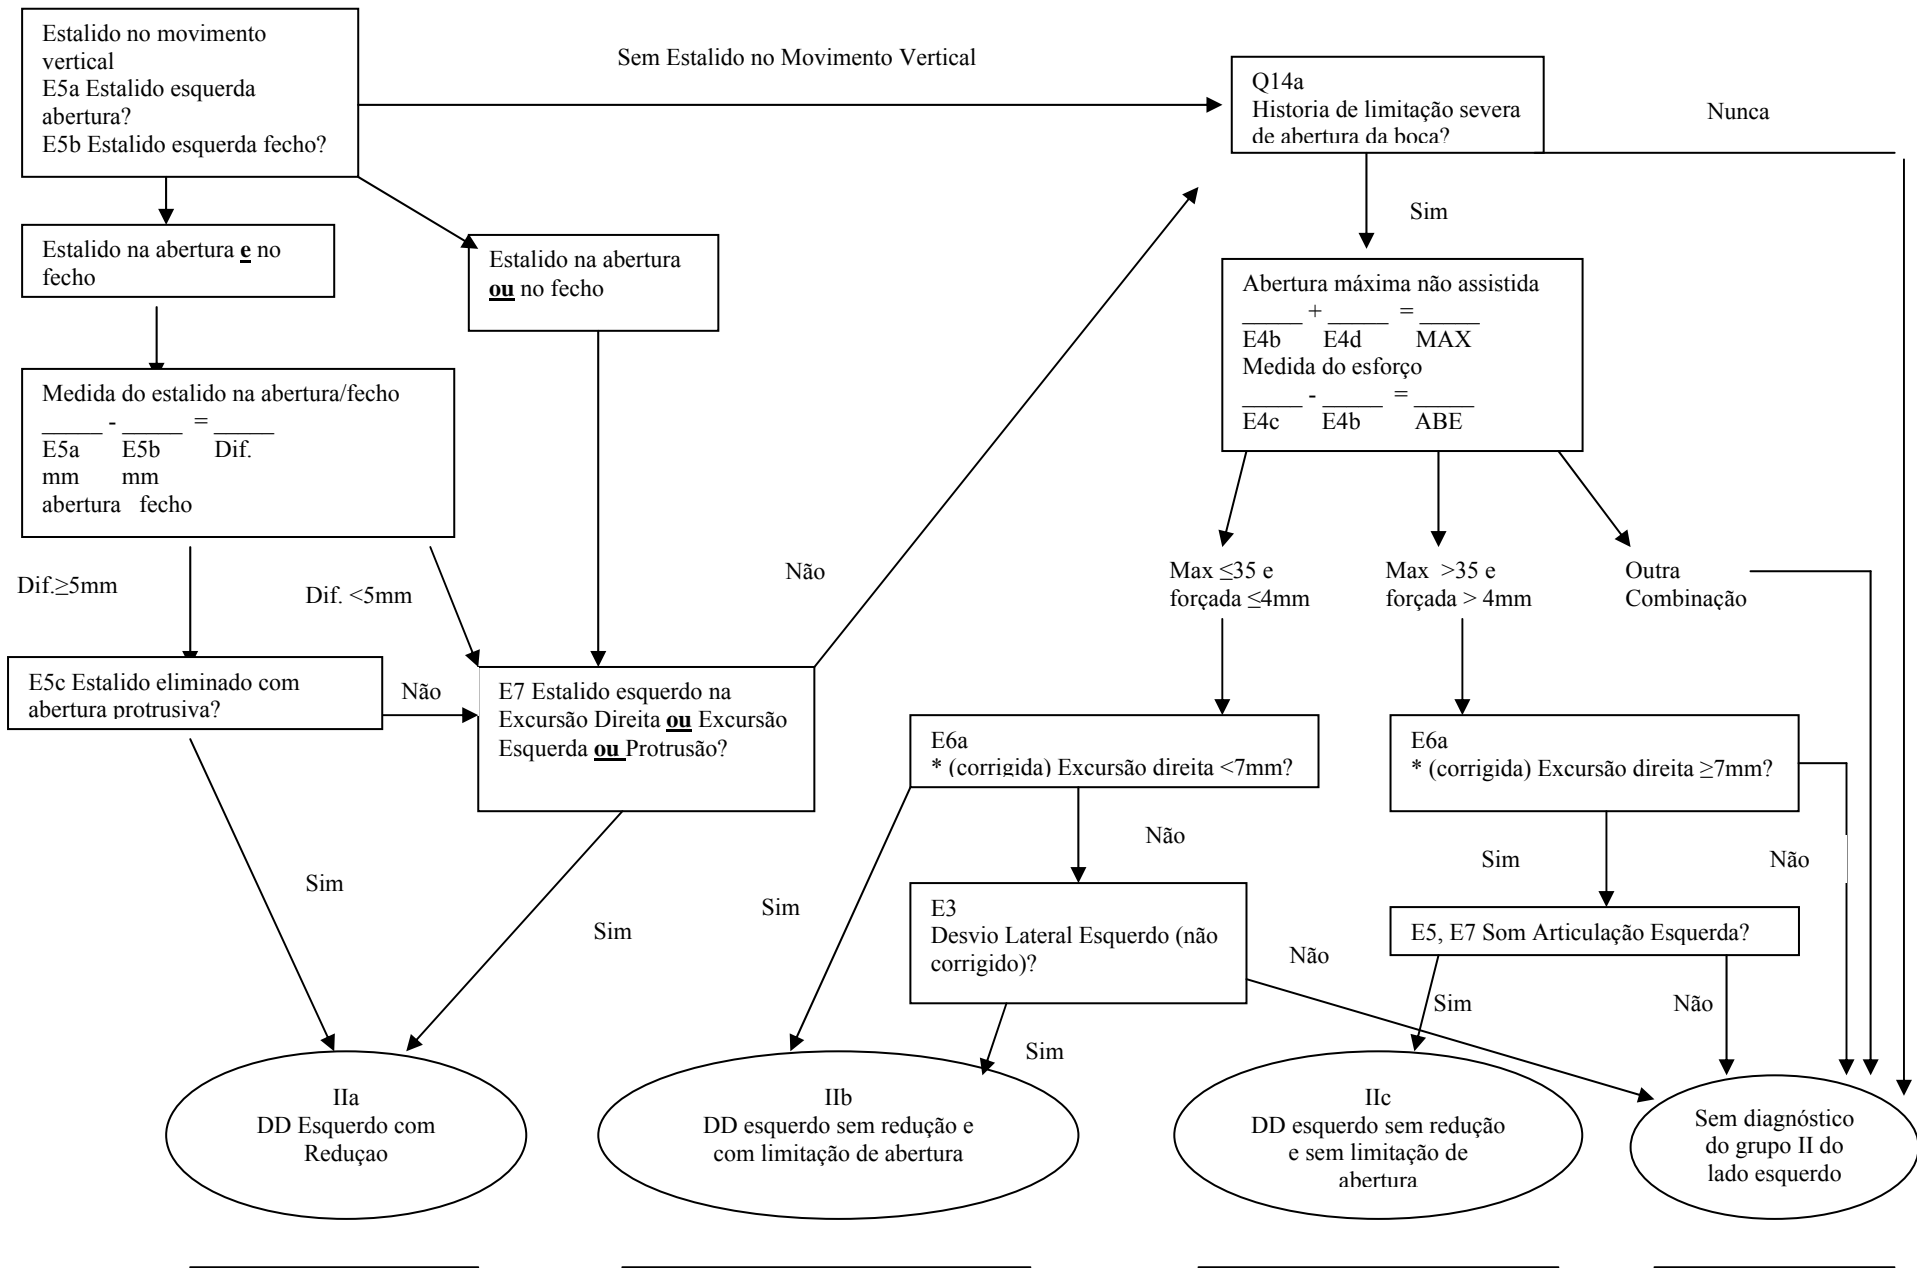 Estalido no movimento
vertical
E5a Estalido esquerda
abertura?
E5b Estalido esquerda fecho?
Sem Estalido no Movimento Vertical
Q14a
Historia de limitação severa
de abertura da boca?
Nunca
Sim
Estalido na abertura e no
fecho
Estalido na abertura
ou no fecho
Abertura máxima não assistida
_____ + _____ = _____
E4b E4d MAX
Medida do esforço
_____ - _____ = _____
E4c E4b ABE
Medida do estalido na abertura/fecho
_____ - _____ = _____
E5a E5b Dif.
mm mm
abertura fecho
Dif.≥5mm
Dif. <5mm
Não
Max ≤35 e
forçada ≤4mm
Max >35 e
forçada > 4mm
Outra
Combinação
E5c Estalido eliminado com
abertura protrusiva?
Não
E7 Estalido esquerdo na
Excursão Direita ou Excursão
Esquerda ou Protrusão?
E6a
* (corrigida) Excursão direita <7mm?
E6a
* (corrigida) Excursão direita ≥7mm?
Não
Sim
Não
Sim
Sim
Sim
E3
Desvio Lateral Esquerdo (não
corrigido)?
Não
E5, E7 Som Articulação Esquerda?
Sim
Sim
Não
IIa
DD Esquerdo com
Reduçao
IIb
DD esquerdo sem redução e
com limitação de abertura
IIc
DD esquerdo sem redução
e sem limitação de
abertura
Sem diagnóstico
do grupo II do
lado esquerdo